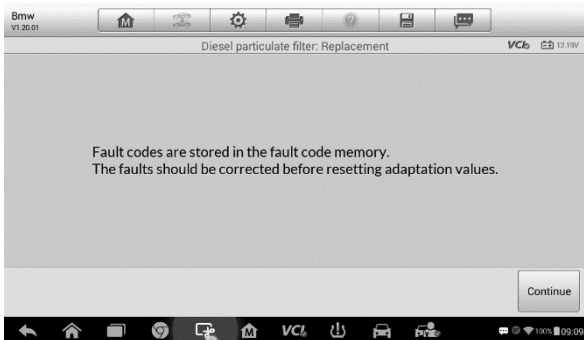 Bmw
V1.20.01
M
Diesel particulate filter: Replacement
VCI
12.19V
Fault codes are stored in the fault code memory.
The faults should be corrected before resetting adaptation values.
Continue
M
VCI
100%
09:09